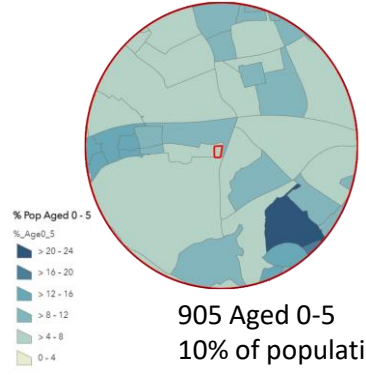 % Pop Aged 0 - 5
%_Age0_5
> 20 - 24
> 16 - 20
> 12 - 16
> 8 - 12
> 4 - 8
0 - 4
905 Aged 0-5
10% of populati